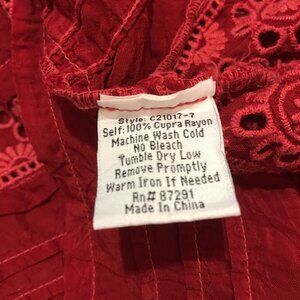 Style: C21017-7
Self:100% Cupra Rayon
Machine Wash Cold
No Bleach
Tumble Dry Low
Remove Promptly
Warm Iron If Needed
Rn# 87291
Made In China